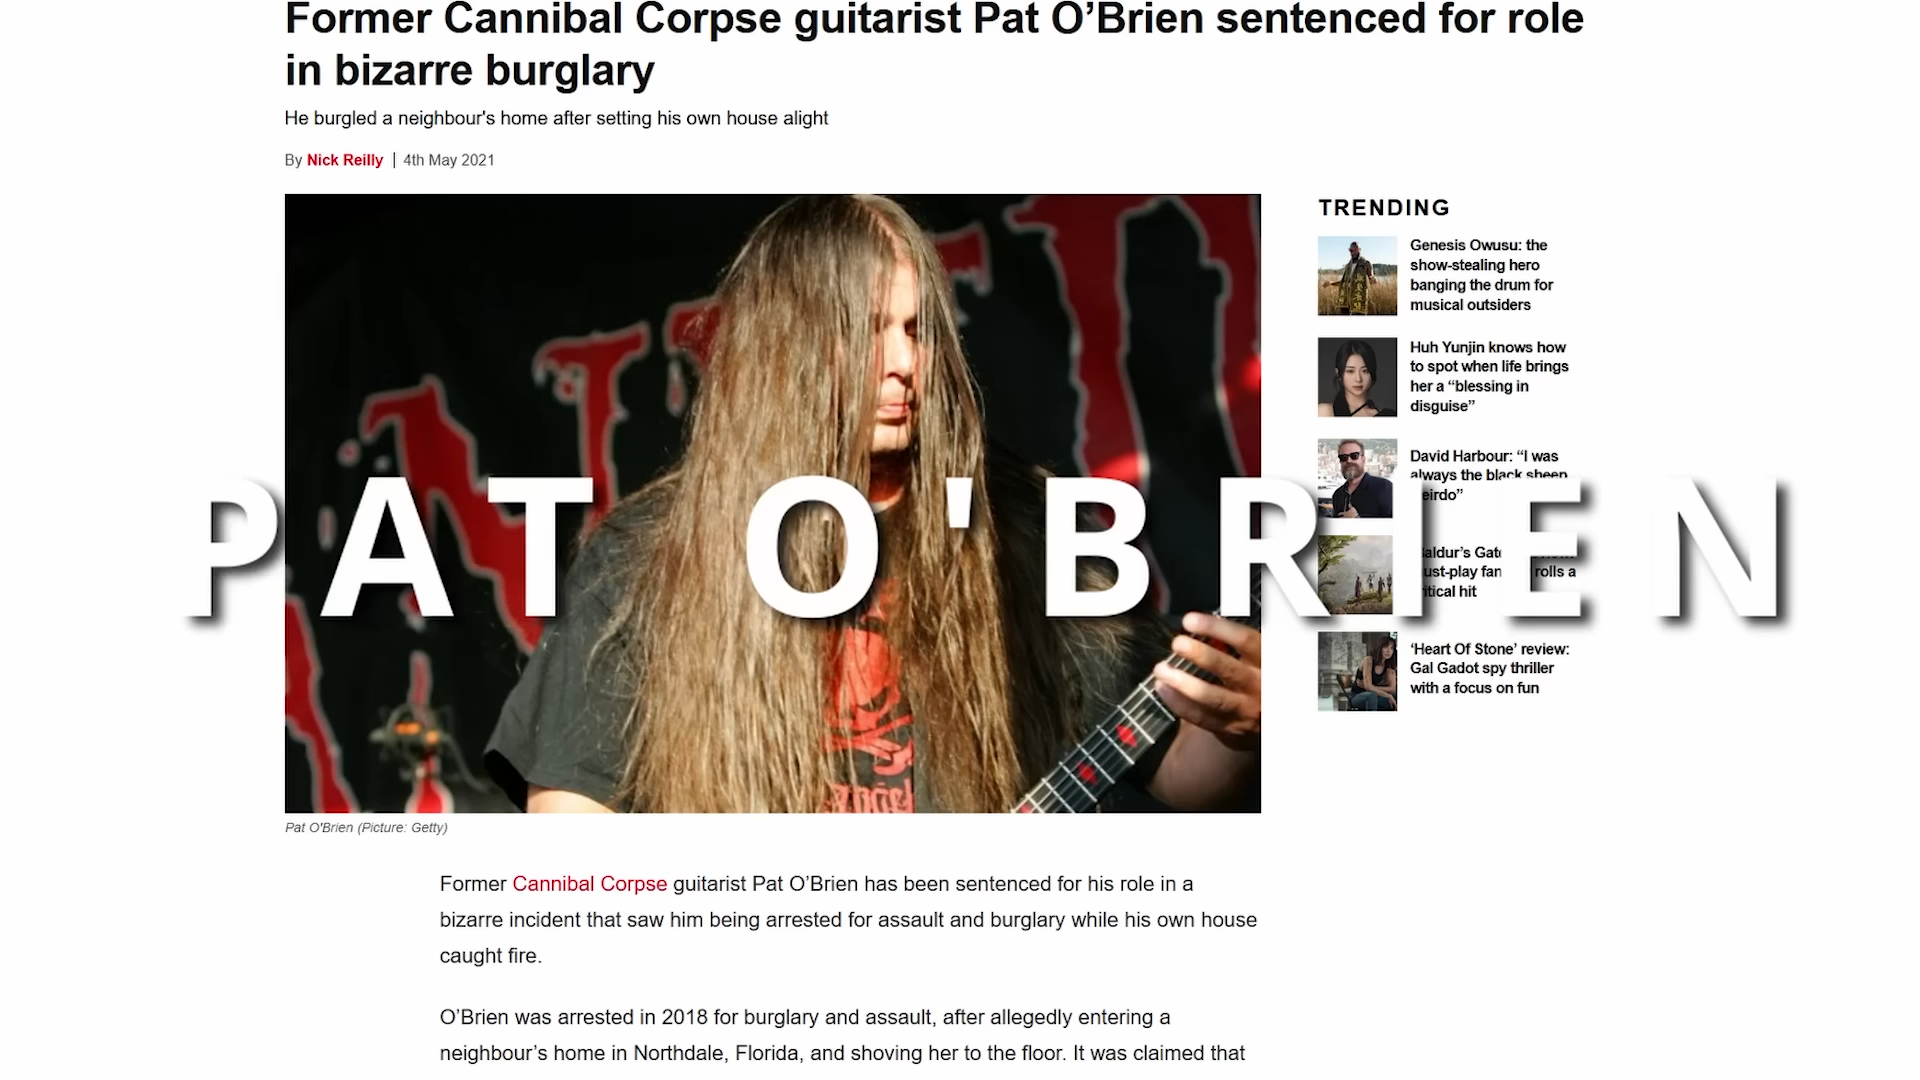 Former Cannibal Corpse guitarist Pat O’Brien sentenced for role
in bizarre burglary
He burgled a neighbour's home after setting his own house alight
By Nick Reilly | 4th May 2021
TRENDING
Genesis Owusu: the
show-stealing hero
banging the drum for
musical outsiders
Huh Yunjin knows how
to spot when life brings
her a “blessing in
disguise”
David Harbour: “I was
always the black sheep
PAT O'BRIEN
rolls a
hit
‘Heart Of Stone’ review:
Gal Gadot spy thriller
with a focus on fun
Pat O'Brien (Picture: Getty)
Former Cannibal Corpse guitarist Pat O’Brien has been sentenced for his role in a
bizarre incident that saw him being arrested for assault and burglary while his own house
caught fire.
O’Brien was arrested in 2018 for burglary and assault, after allegedly entering a
neighbour’s home in Northdale, Florida, and shoving her to the floor. It was claimed that